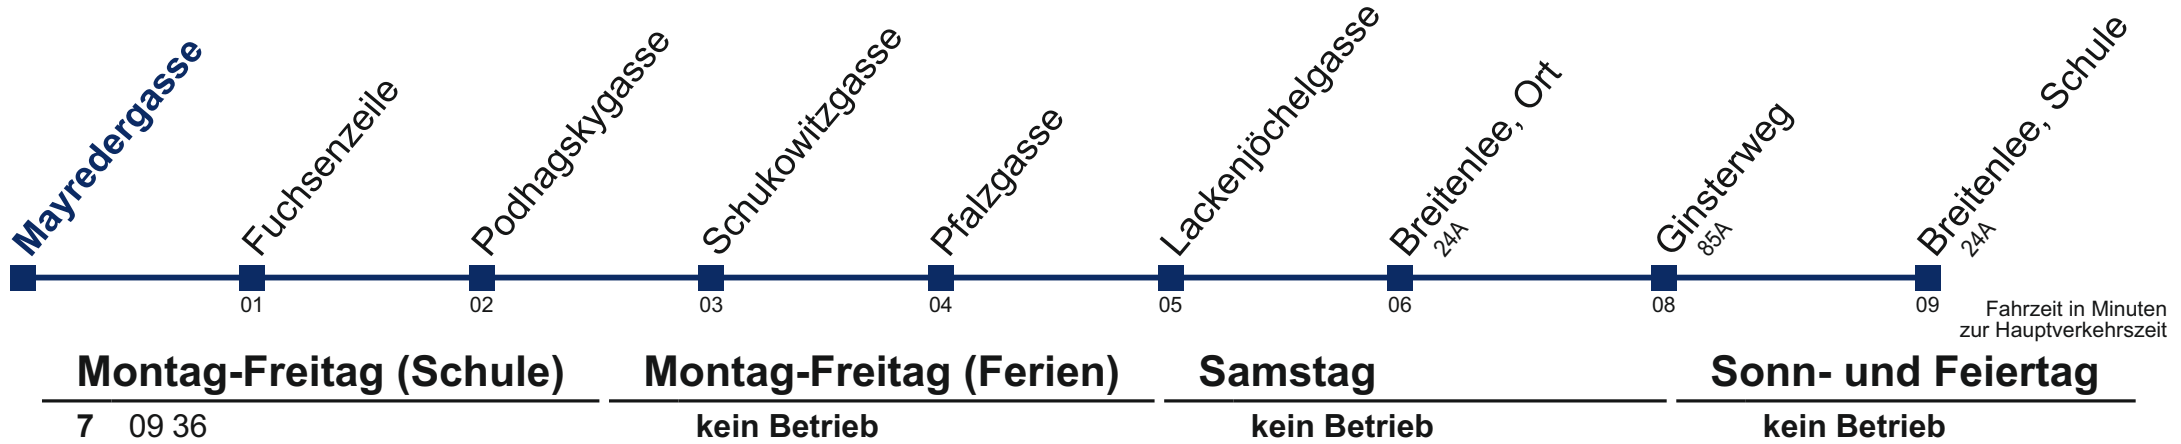 Mayredergasse
Fuchsenzeile
Podhagskygasse
Schukowitzgasse
Pfalzgasse
Lackenjöchelgasse
Breitenlee, Ort
24A
Ginsterweg
85A
Breitenlee, Schule
24A
01 02 03 04 05 06 08 09
Fahrzeit in Minuten
zur Hauptverkehrszeit
Montag-Freitag (Schule) Montag-Freitag (Ferien) Samstag Sonn- und Feiertag
7 09 36 kein Betrieb kein Betrieb kein Betrieb